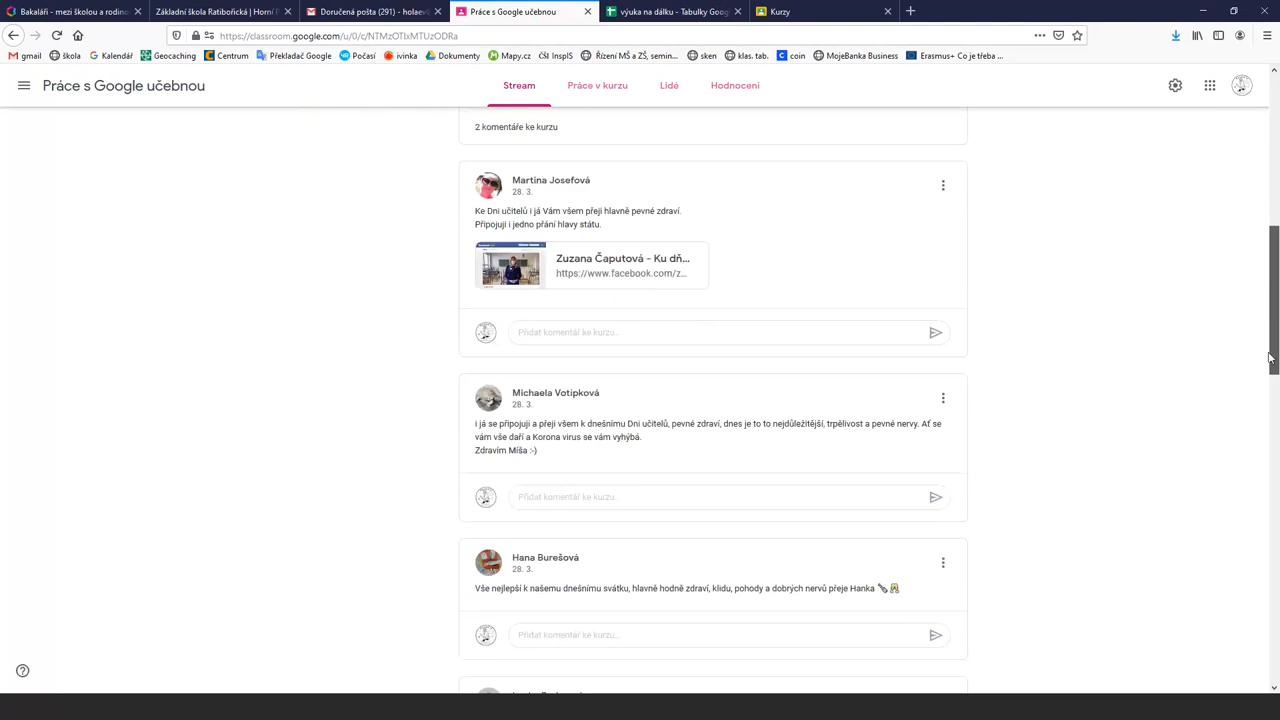 Bakaláři - mezi školou a rodino
Základní škola Ratibořická | Horní P
Doručená pošta (291) - holaev
Práce s Google učebnou
výuka na dálku - Tabulky Goog
Kurzy
https://classroom.google.com/u/0/c/NTMzOTIxMTUzODRa
gmail škola Kalendář Geocaching Centrum Překladač Google Počasí ivinka Dokumenty Mapy.cz InspIS Řízení MŠ a ZŠ, semin... sken klas. tab. coin MojeBanka Business Erasmus+ Co je třeba ...
Práce s Google učebnou
Stream Práce v kurzu Lidé Hodnocení
2 komentáře ke kurzu
Martina Josefová
28. 3.
Ke Dni učitelů i já Vám všem přeji hlavně pevné zdraví.
Připojuji i jedno přání hlavy státu.
Zuzana Čaputová - Ku dň...
https://www.facebook.com/z...
Přidat komentář ke kurzu…
Michaela Votipková
28. 3.
i já se připojuji a přeji všem k dnešnímu Dni učitelů, pevné zdraví, dnes je to to nejdůležitější, trpělivost a pevné nervy. Ať se
vám vše daří a Korona virus se vám vyhýbá.
Zdravím Míša :-)
Přidat komentář ke kurzu…
Hana Burešová
28. 3.
Vše nejlepší k našemu dnešnímu svátku, hlavně hodně zdraví, klidu, pohody a dobrých nervů přeje Hanka 🍾🥂
Přidat komentář ke kurzu…